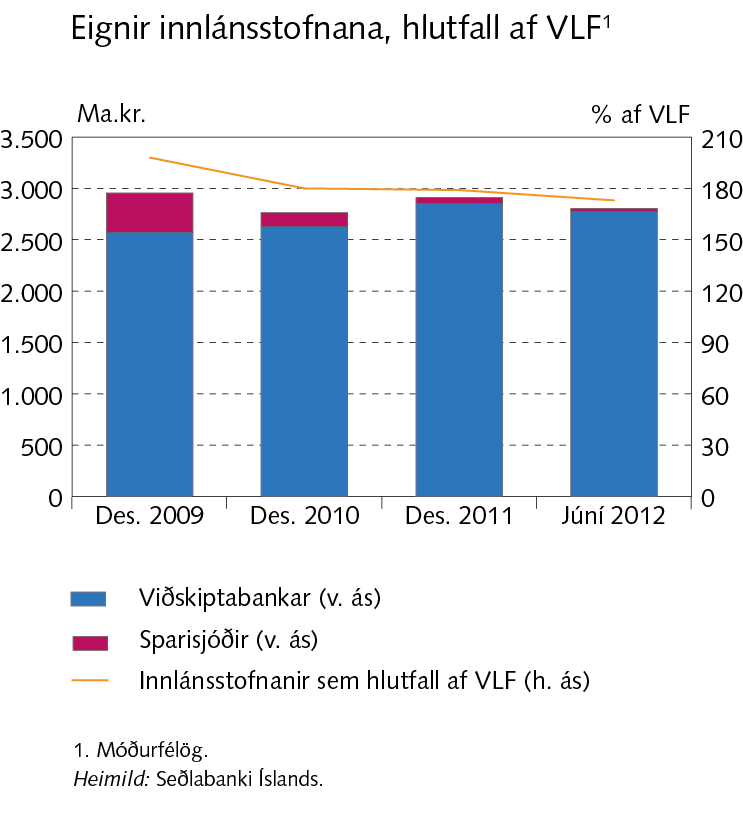 Eignir innlánsstofnana, hlutfall af VLF¹
Ma.kr.
% af VLF
3.500
210
3.000
180
2.500
150
2.000
120
1.500
90
1.000
60
500
30
0
0
Des. 2009
Des. 2010
Des. 2011
Júní 2012
Viðskiptabankar (v. ás)
Sparisjóðir (v. ás)
Innlánsstofnanir sem hlutfall af VLF (h. ás)
1. Móðurfélög.
Heimild: Seðlabanki Íslands.